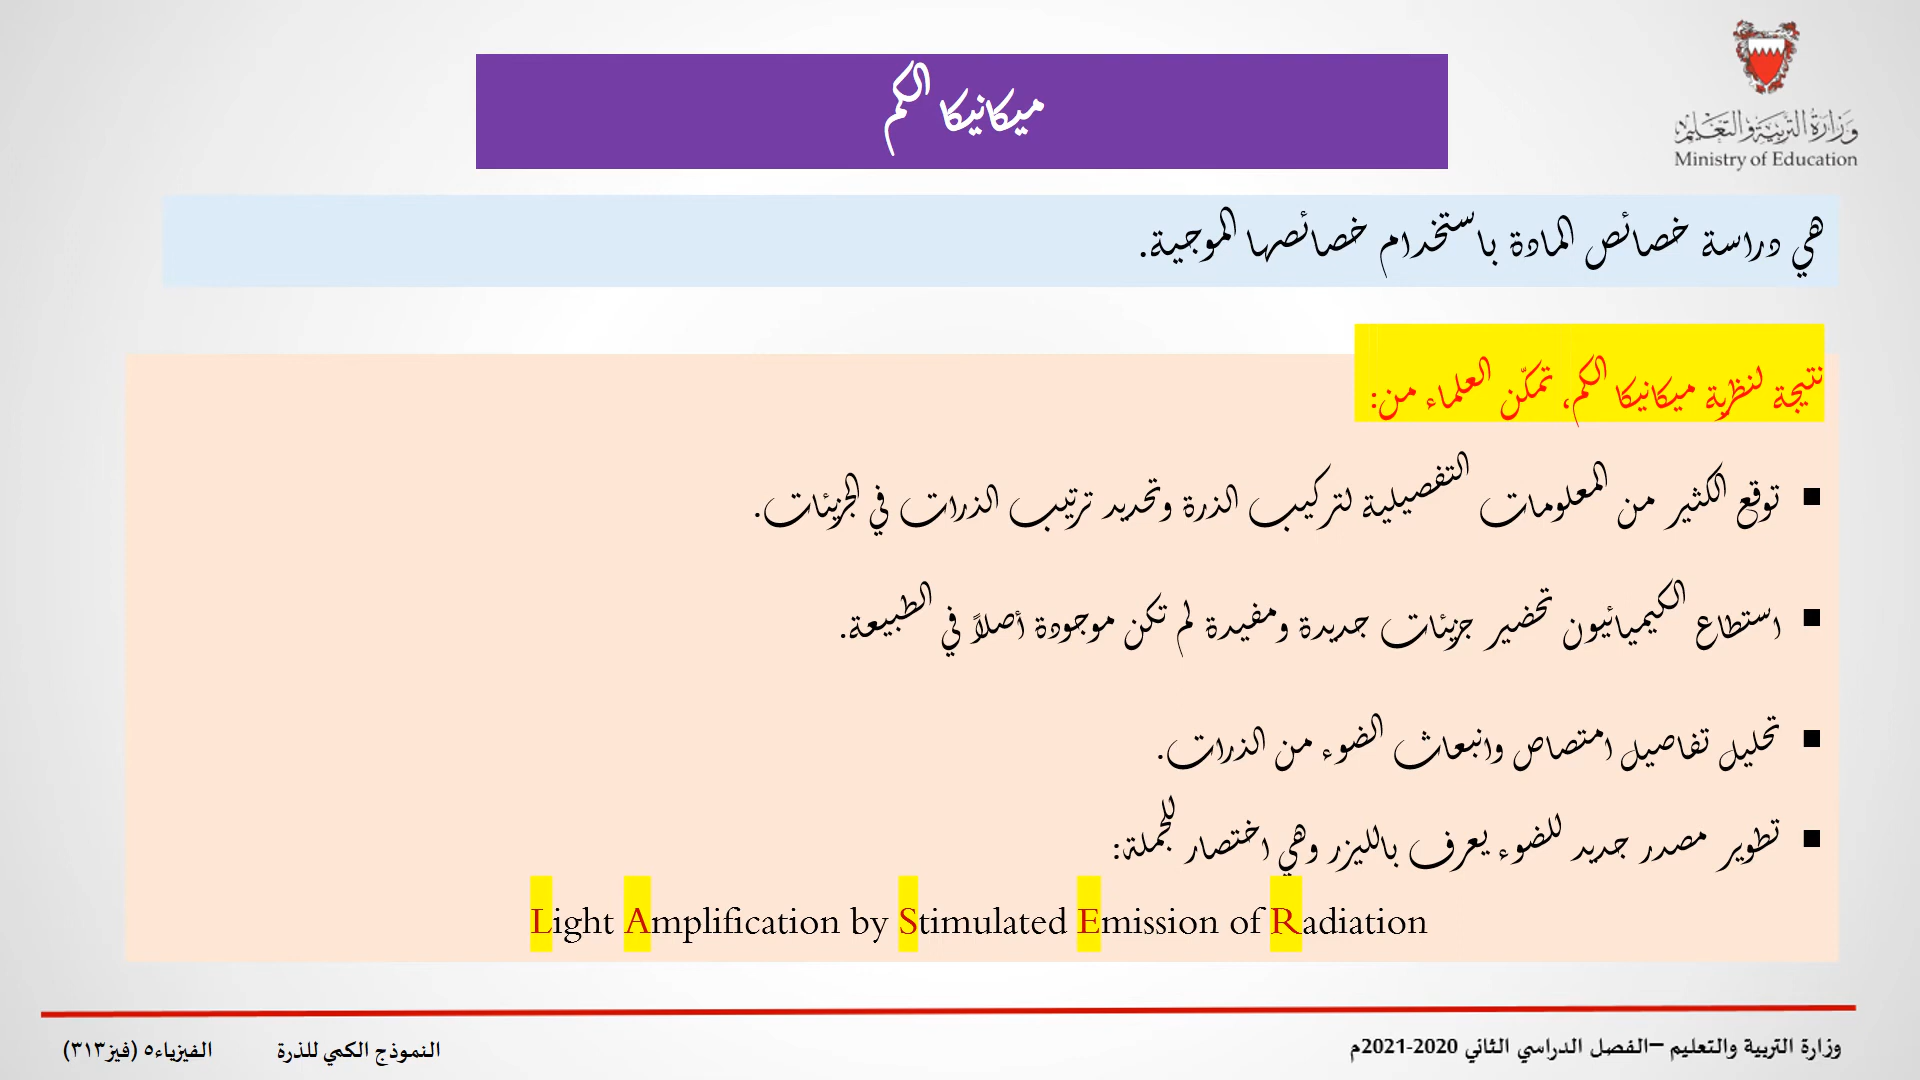 ميكانيكا الكم
وزارة التربية والتعليم
Ministry of Education
هي دراسة خصائص المادة باستخدام خصائصها الموجية.
نتيجة لنظرية ميكانيكا الكم، تمكّن العلماء من:
▪ توقع الكثير من المعلومات التفصيلية لتركيب الذرة وتحديد ترتيب الذرات في الجزيئات.
▪ استطاع الكيميائيون تحضير جزيئات جديدة ومفيدة لم تكن موجودة أصلاً في الطبيعة.
▪ تحليل تفاصيل امتصاص وانبعاث الضوء من الذرات.
▪ تطوير مصدر جديد للضوء يعرف بالليزر وهي اختصار للجملة:
Light Amplification by Stimulated Emission of Radiation
وزارة التربية والتعليم –الفصل الدراسي الثاني 2020-2021م
النموذج الكمي للذرة
الفيزياء٥ (فيز٣١٣)